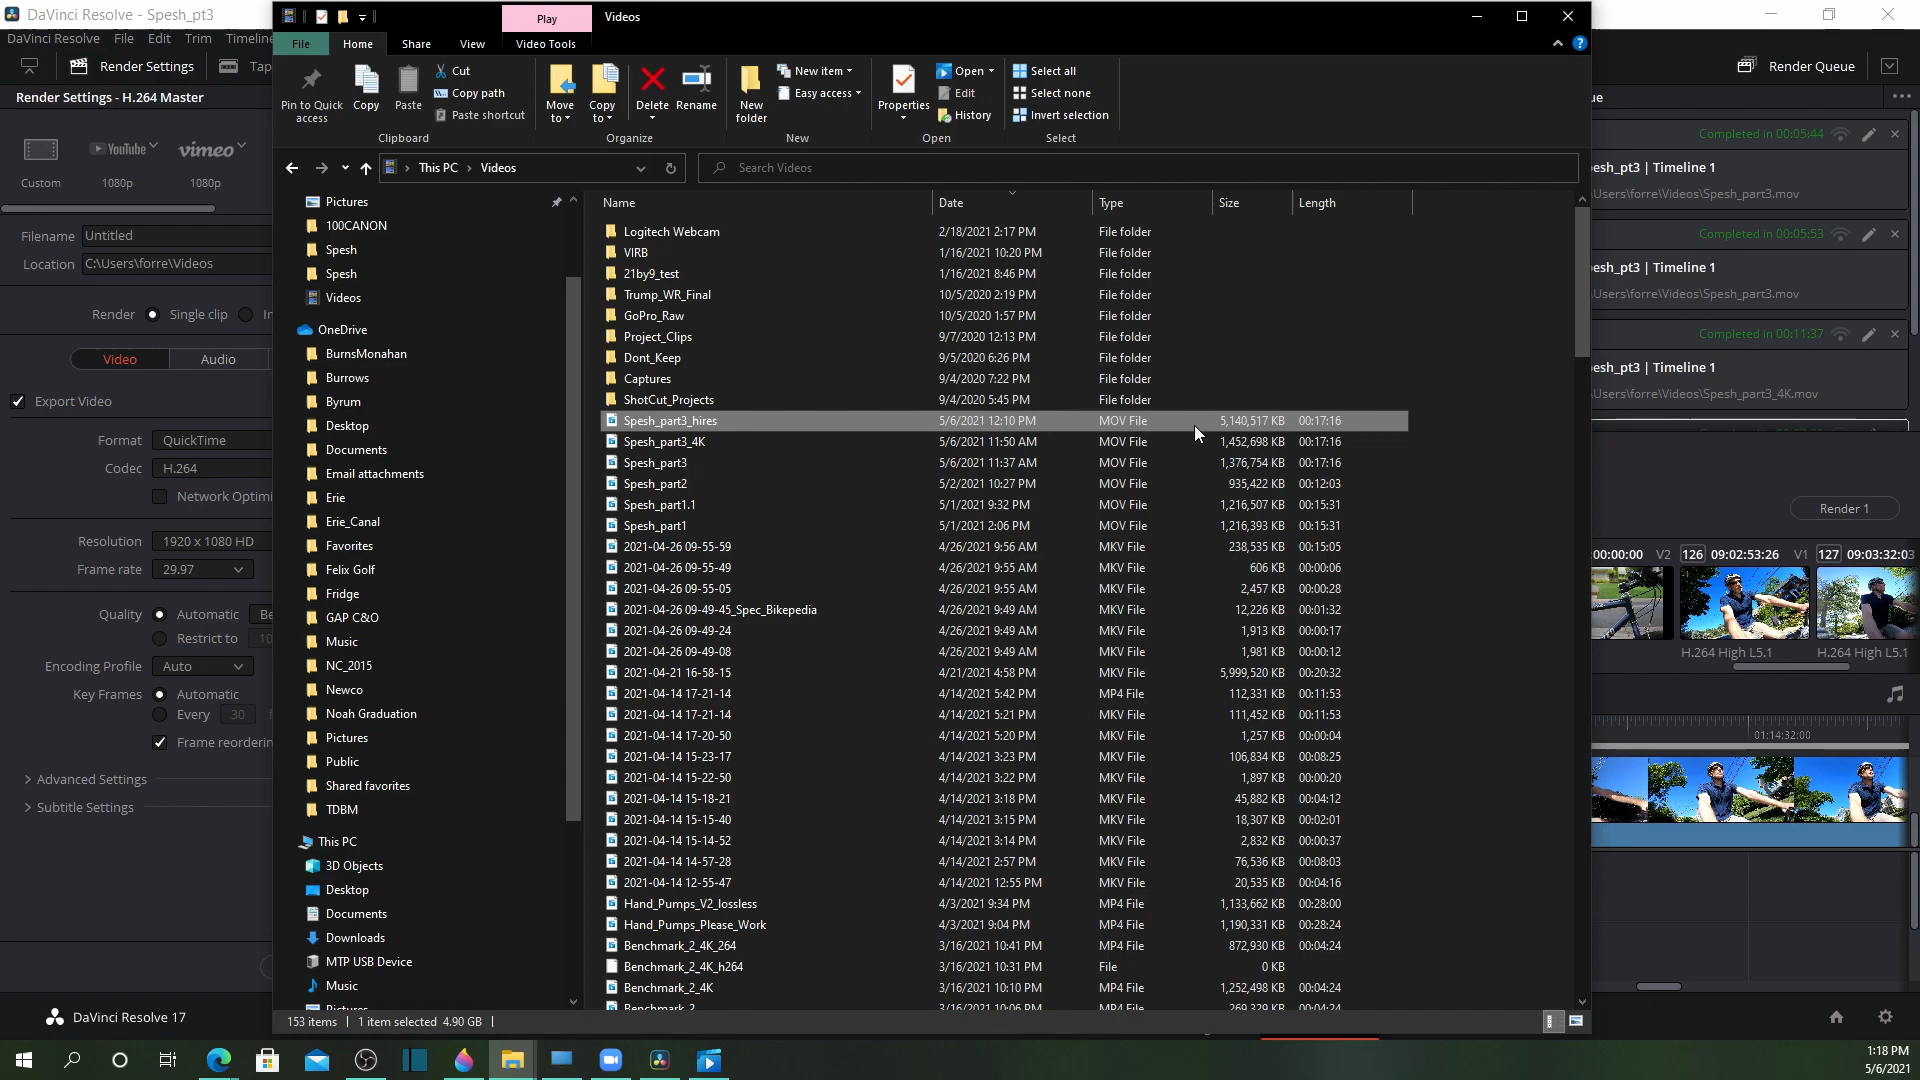 DaVinci Resolve - Spesh_pt3
DaVinci Resolve File Edit Trim Timeline
Render Settings
Render Settings - H.264 Master
Custom
YouTube
1080p
vimeo
1080p
Filename Untitled
Location C:\Users\forre\Videos
Render Single clip
Video Audio
Export Video
Format QuickTime
Codec H.264
Resolution 1920 x 1080 HD
Frame rate 29.97
Quality Automatic
Restrict to
Encoding Profile Auto
Key Frames Automatic
Every 30
Advanced Settings
Subtitle Settings
DaVinci Resolve 17
Play Videos
File Home Share View Video Tools
Pin to Quick access
Copy
Paste
Cut
Copy path
Paste shortcut
Clipboard
Move to
Copy to
Delete
Rename
Organize
New folder
New item
Easy access
New
Properties
Open
Edit
History
Open
Select all
Select none
Invert selection
Select
This PC > Videos
Search Videos
Pictures
100CANON
Spesh
Spesh
Videos
OneDrive
BurnsMonahan
Burrows
Byrum
Desktop
Documents
Email attachments
Erie
Erie_Canal
Favorites
Felix Golf
Fridge
GAP C&O
Music
NC_2015
Newco
Noah Graduation
Pictures
Public
Shared favorites
TDBM
This PC
3D Objects
Desktop
Documents
Downloads
MTP USB Device
Music
Pictures
Name Date Type Size Length
Logitech Webcam 2/18/2021 2:17 PM File folder
VIRB 1/16/2021 10:20 PM File folder
21by9_test 1/16/2021 8:46 PM File folder
Trump_WR_Final 10/5/2020 2:19 PM File folder
GoPro_Raw 10/5/2020 1:57 PM File folder
Project_Clips 9/7/2020 12:13 PM File folder
Dont_Keep 9/5/2020 6:26 PM File folder
Captures 9/4/2020 7:22 PM File folder
ShotCut_Projects 9/4/2020 5:45 PM File folder
Spesh_part3_hires 5/6/2021 12:10 PM MOV File 5,140,517 KB 00:17:16
Spesh_part3_4K 5/6/2021 11:50 AM MOV File 1,452,698 KB 00:17:16
Spesh_part3 5/6/2021 11:37 AM MOV File 1,376,754 KB 00:17:16
Spesh_part2 5/2/2021 10:27 PM MOV File 935,422 KB 00:12:03
Spesh_part1.1 5/1/2021 9:32 PM MOV File 1,216,507 KB 00:15:31
Spesh_part1 5/1/2021 2:06 PM MOV File 1,216,393 KB 00:15:31
2021-04-26 09-55-59 4/26/2021 9:56 AM MKV File 238,535 KB 00:15:05
2021-04-26 09-55-49 4/26/2021 9:55 AM MKV File 606 KB 00:00:06
2021-04-26 09-55-05 4/26/2021 9:55 AM MKV File 2,457 KB 00:00:28
2021-04-26 09-49-45_Spec_Bikepedia 4/26/2021 9:49 AM MKV File 12,226 KB 00:01:32
2021-04-26 09-49-24 4/26/2021 9:49 AM MKV File 1,913 KB 00:00:17
2021-04-26 09-49-08 4/26/2021 9:49 AM MKV File 1,981 KB 00:00:12
2021-04-21 16-58-15 4/21/2021 4:58 PM MKV File 5,999,520 KB 00:20:32
2021-04-14 17-21-14 4/14/2021 5:42 PM MP4 File 112,331 KB 00:11:53
2021-04-14 17-21-14 4/14/2021 5:21 PM MKV File 111,452 KB 00:11:53
2021-04-14 17-20-50 4/14/2021 5:20 PM MKV File 1,257 KB 00:00:04
2021-04-14 15-23-17 4/14/2021 3:23 PM MKV File 106,834 KB 00:08:25
2021-04-14 15-22-50 4/14/2021 3:22 PM MKV File 1,897 KB 00:00:20
2021-04-14 15-18-21 4/14/2021 3:18 PM MKV File 45,882 KB 00:04:12
2021-04-14 15-15-40 4/14/2021 3:15 PM MKV File 18,307 KB 00:02:01
2021-04-14 15-14-52 4/14/2021 3:14 PM MKV File 2,832 KB 00:00:37
2021-04-14 14-57-28 4/14/2021 2:57 PM MKV File 76,536 KB 00:08:03
2021-04-14 12-55-47 4/14/2021 12:55 PM MKV File 20,535 KB 00:04:16
Hand_Pumps_V2_lossless 4/3/2021 9:34 PM MP4 File 1,133,662 KB 00:28:00
Hand_Pumps_Please_Work 4/3/2021 9:04 PM MP4 File 1,190,331 KB 00:28:24
Benchmark_2_4K_264 3/16/2021 10:41 PM MP4 File 872,930 KB 00:04:24
Benchmark_2_4K_h264 3/16/2021 10:31 PM File 0 KB
Benchmark_2_4K 3/16/2021 10:10 PM MP4 File 1,252,498 KB 00:04:24
Benchmark_2 3/16/2021 10:06 PM MP4 File 269,329 KB 00:04:24
153 items 1 item selected 4.90 GB
Render Queue
Completed in 00:05:44
esh_pt3 | Timeline 1
Users\forre\Videos\Spesh_part3.mov
Completed in 00:05:53
esh_pt3 | Timeline 1
Users\forre\Videos\Spesh_part3.mov
Completed in 00:11:37
esh_pt3 | Timeline 1
Users\forre\Videos\Spesh_part3_4K.mov
Render 1
00:00:00 V2 126 09:02:53:26 V1 127 09:03:32:03
H.264 High L5.1 H.264 High L5.1
01:14:32:00
1:18 PM
5/6/2021